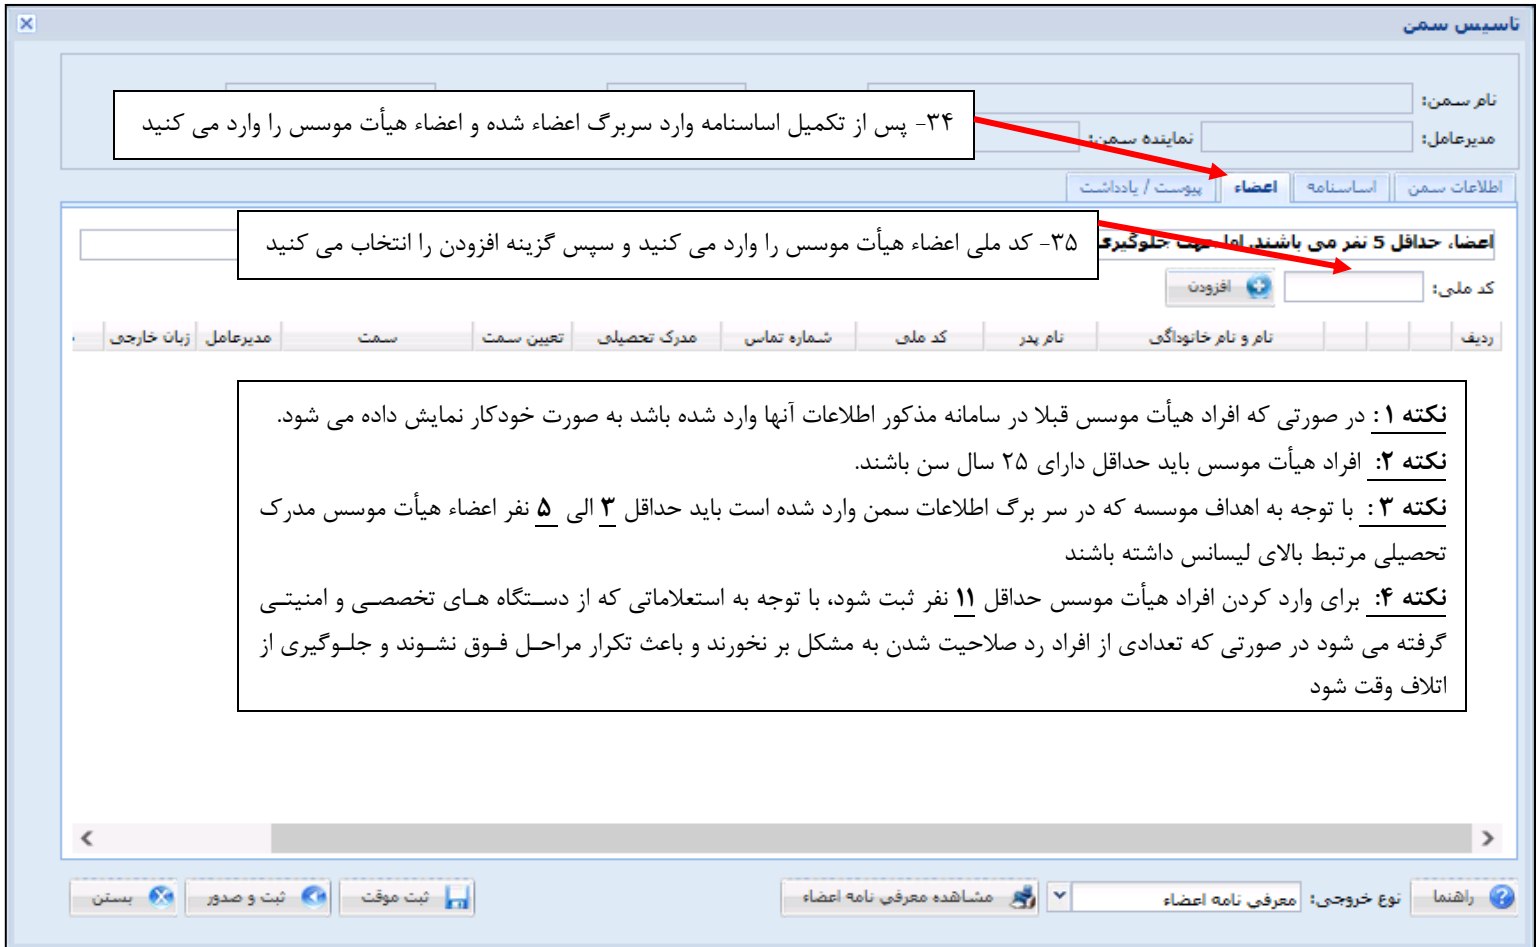 تاسیس سمن
نام سمن:
مدیرعامل:
نماینده سمن:
۳۴- پس از تکمیل اساسنامه وارد سربرگ اعضاء شده و اعضاء هیأت موسس را وارد می کنید
اطلاعات سمن
اساسنامه
اعضاء
پیوست / یادداشت
اعضا، حداقل 5 نفر می باشند. اما جهت جلوگیری
۳۵- کد ملی اعضاء هیأت موسس را وارد می کنید و سپس گزینه افزودن را انتخاب می کنید
کد ملی:
افزودن
ردیف
نام و نام خانوداگی
نام پدر
کد ملی
شماره تماس
مدرک تحصیلی
تعیین سمت
سمت
مدیرعامل
زبان خارجی
نکته ۱: در صورتی که افراد هیأت موسس قبلا در سامانه مذکور اطلاعات آنها وارد شده باشد به صورت خودکار نمایش داده می شود.
نکته ۲: افراد هیأت موسس باید حداقل دارای ۲۵ سال سن باشند.
نکته ۳: با توجه به اهداف موسسه که در سر برگ اطلاعات سمن وارد شده است باید حداقل ۳ الی ۵ نفر اعضاء هیأت موسس مدرک
تحصیلی مرتبط بالای لیسانس داشته باشند
نکته ۴: برای وارد کردن افراد هیأت موسس حداقل ۱۱ نفر ثبت شود، با توجه به استعلاماتی که از دستگاه های تخصصی و امنیتی
گرفته می شود در صورتی که تعدادی از افراد رد صلاحیت شدن به مشکل بر نخورند و باعث تکرار مراحل فوق نشوند و جلوگیری از
اتلاف وقت شود
راهنما
نوع خروجی:
معرفی نامه اعضاء
مشاهده معرفی نامه اعضاء
ثبت موقت
ثبت و صدور
بستن